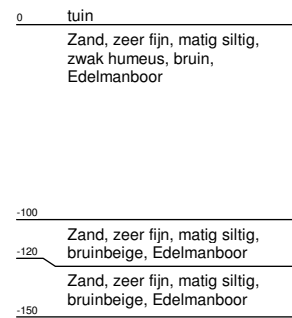 0 tuin
Zand, zeer fijn, matig siltig,
zwak humeus, bruin,
Edelmanboor
-100
Zand, zeer fijn, matig siltig,
-120 bruinbeige, Edelmanboor
Zand, zeer fijn, matig siltig,
bruinbeige, Edelmanboor
-150